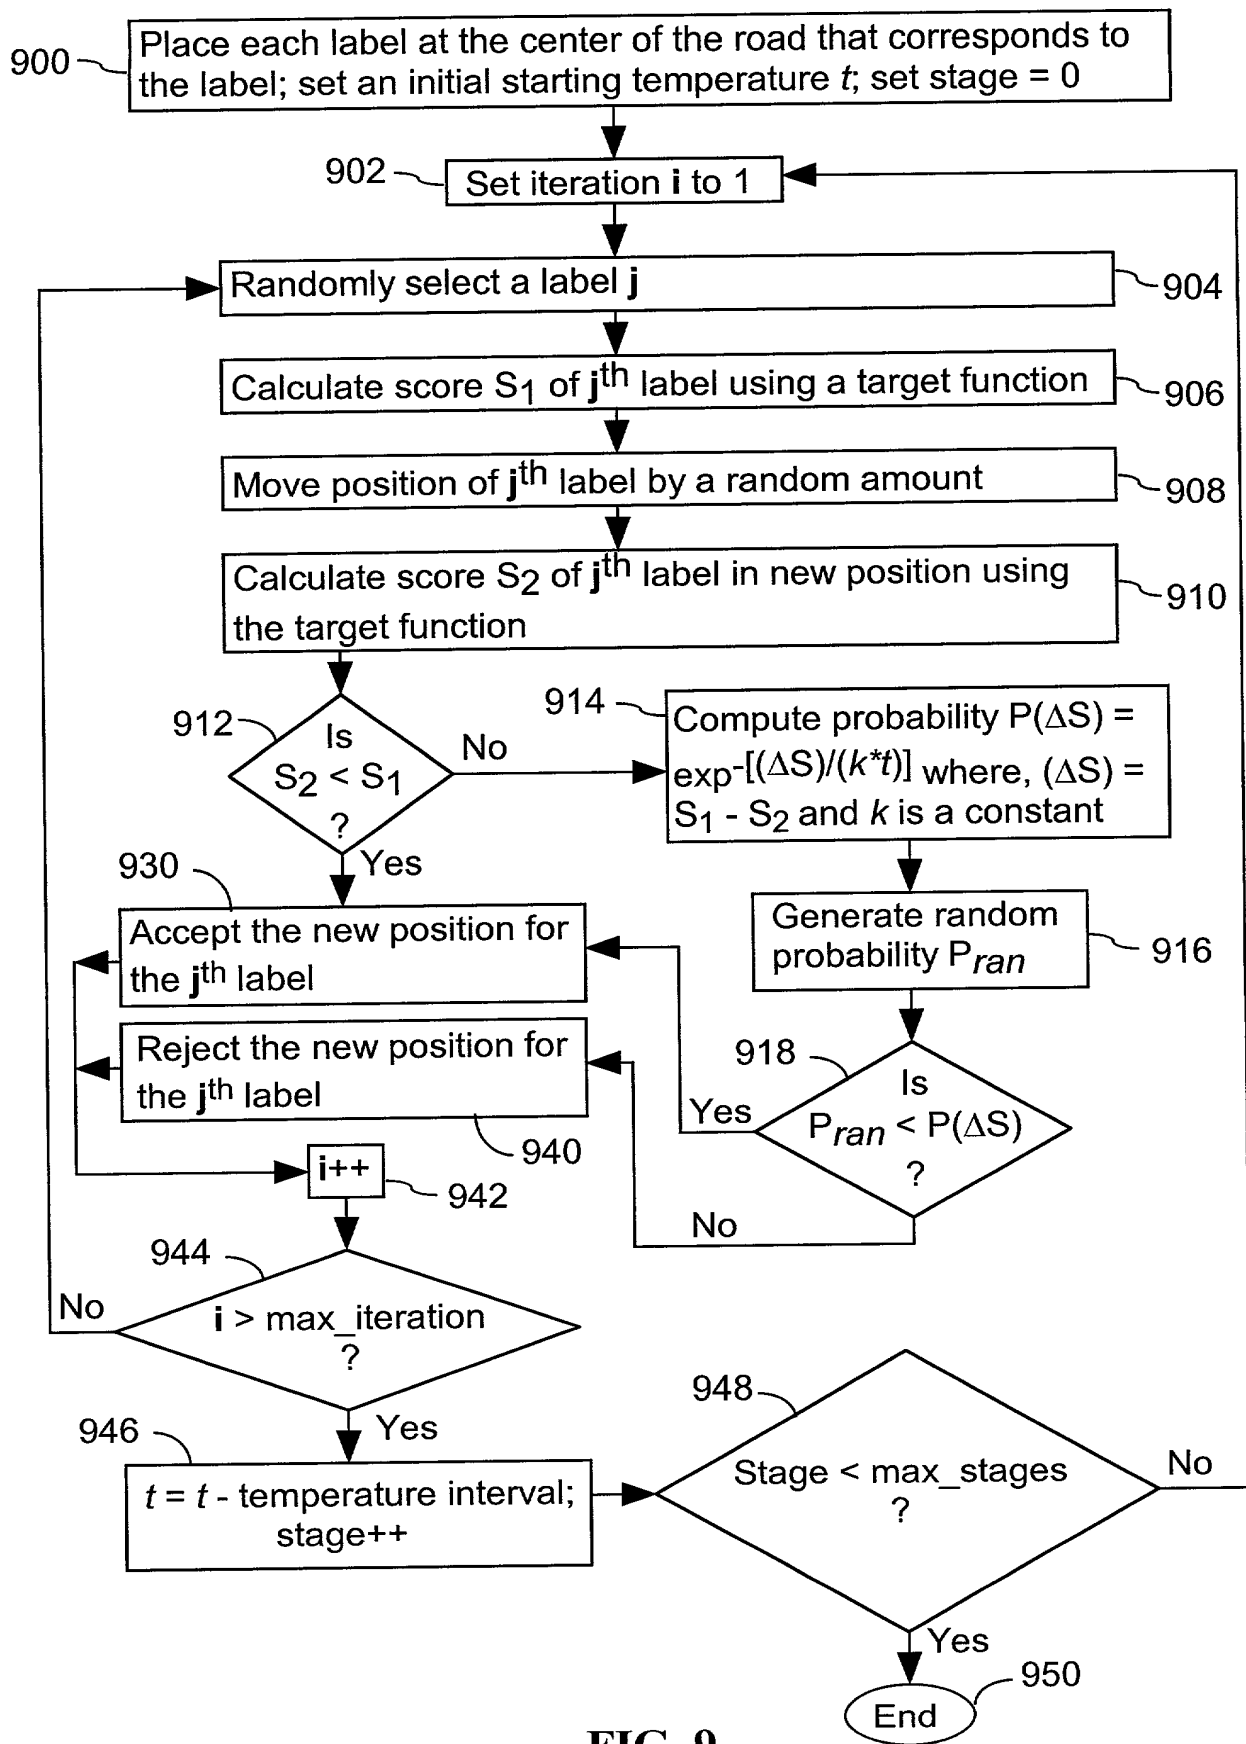 900
Place each label at the center of the road that corresponds to
the label; set an initial starting temperature t; set stage = 0
902
Set iteration i to 1
Randomly select a label j
904
Calculate score S1 of jth label using a target function
906
Move position of jth label by a random amount
908
Calculate score S2 of jth label in new position using
the target function
910
912
Is
S2 < S1
?
No
Yes
914
Compute probability P(ΔS) =
exp-[(ΔS)/(k*t)] where, (ΔS) =
S1 - S2 and k is a constant
Generate random
probability Pran
916
918
Is
Pran < P(ΔS)
?
Yes
No
930
Accept the new position for
the jth label
Reject the new position for
the jth label
940
i++
942
944
i > max_iteration
?
No
Yes
946
t = t - temperature interval;
stage++
948
Stage < max_stages
?
No
Yes
End
950
FIG. 9